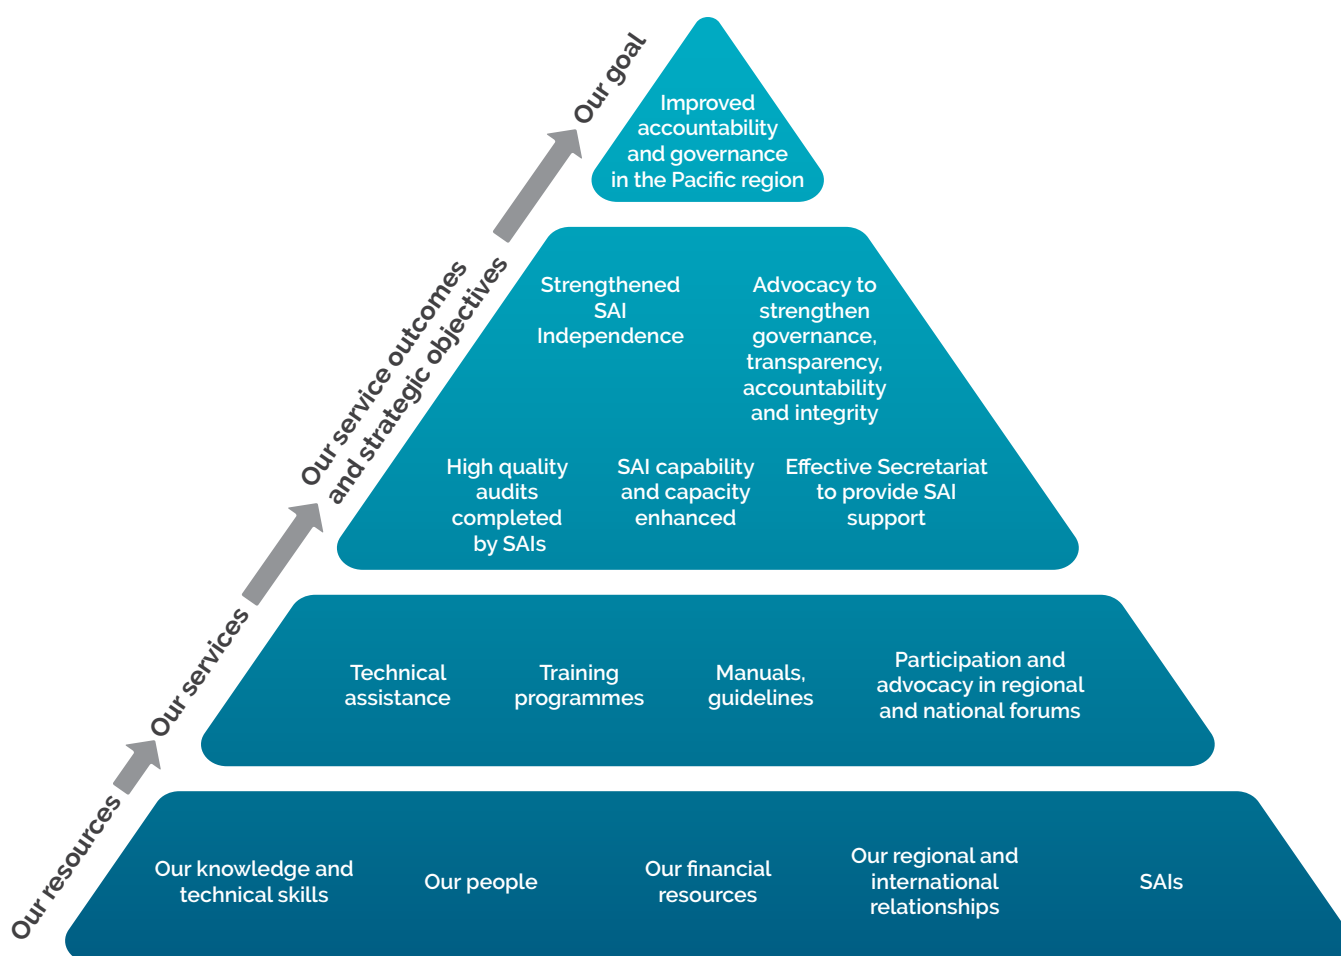 Our goal
Improved
accountability
and governance
in the Pacific region
Our service outcomes
and strategic objectives
Strengthened
SAI
Independence
Advocacy to
strengthen
governance,
transparency,
accountability
and integrity
High quality
audits
completed
by SAIs
SAI capability
and capacity
enhanced
Effective Secretariat
to provide SAI
support
Our services
Technical
assistance
Training
programmes
Manuals,
guidelines
Participation and
advocacy in regional
and national forums
Our resources
Our knowledge and
technical skills
Our people
Our financial
resources
Our regional and
international
relationships
SAIs